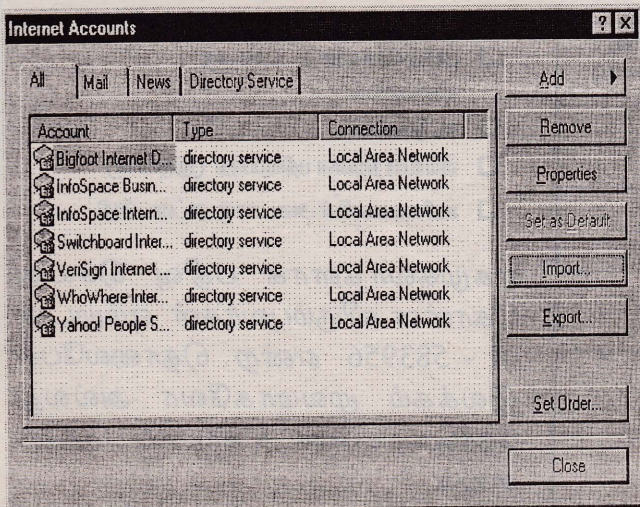 Internet Accounts
All Mail News Directory Service
Account Type Connection
Bigfoot Internet D... directory service Local Area Network
InfoSpace Busin... directory service Local Area Network
InfoSpace Intern... directory service Local Area Network
Switchboard Inter... directory service Local Area Network
VeriSign Internet ... directory service Local Area Network
WhoWhere Inter... directory service Local Area Network
Yahoo! People S... directory service Local Area Network
Add
Remove
Properties
Set as Default
Import...
Export...
Set Order...
Close